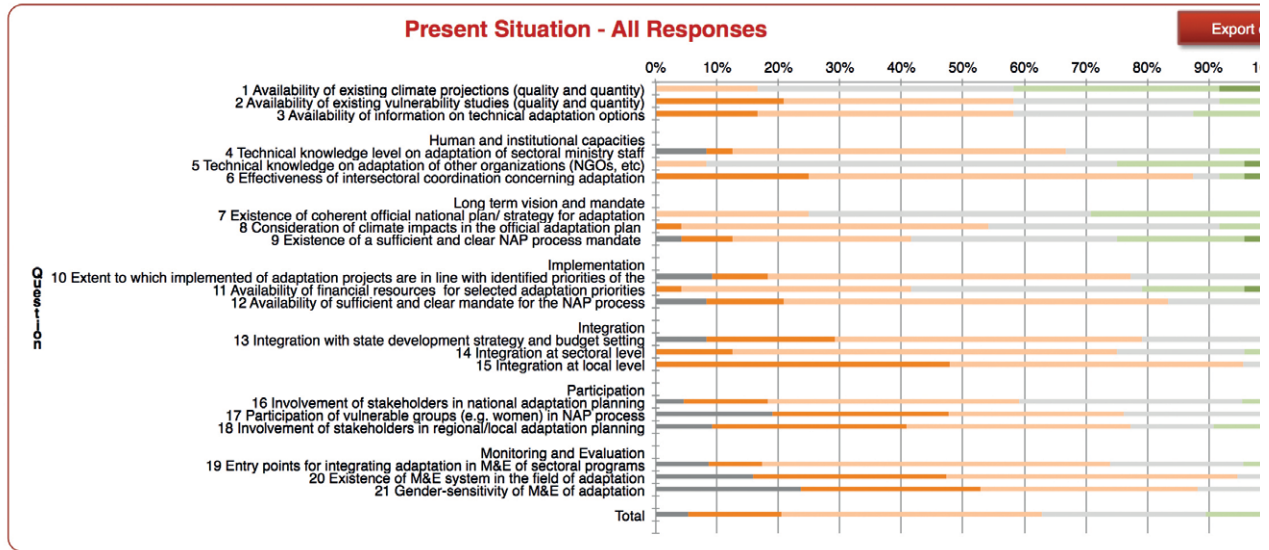 Present Situation - All Responses
Export
0% 10% 20% 30% 40% 50% 60% 70% 80% 90%
1 Availability of existing climate projections (quality and quantity)
2 Availability of existing vulnerability studies (quality and quantity)
3 Availability of information on technical adaptation options
Human and institutional capacities
4 Technical knowledge level on adaptation of sectoral ministry staff
5 Technical knowledge on adaptation of other organizations (NGOs, etc)
6 Effectiveness of intersectoral coordination concerning adaptation
Long term vision and mandate
7 Existence of coherent official national plan/ strategy for adaptation
8 Consideration of climate impacts in the official adaptation plan
9 Existence of a sufficient and clear NAP process mandate
Implementation
Question
10 Extent to which implemented of adaptation projects are in line with identified priorities of the
11 Availability of financial resources for selected adaptation priorities
12 Availability of sufficient and clear mandate for the NAP process
Integration
13 Integration with state development strategy and budget setting
14 Integration at sectoral level
15 Integration at local level
Participation
16 Involvement of stakeholders in national adaptation planning
17 Participation of vulnerable groups (e.g. women) in NAP process
18 Involvement of stakeholders in regional/local adaptation planning
Monitoring and Evaluation
19 Entry points for integrating adaptation in M&E of sectoral programs
20 Existence of M&E system in the field of adaptation
21 Gender-sensitivity of M&E of adaptation
Total